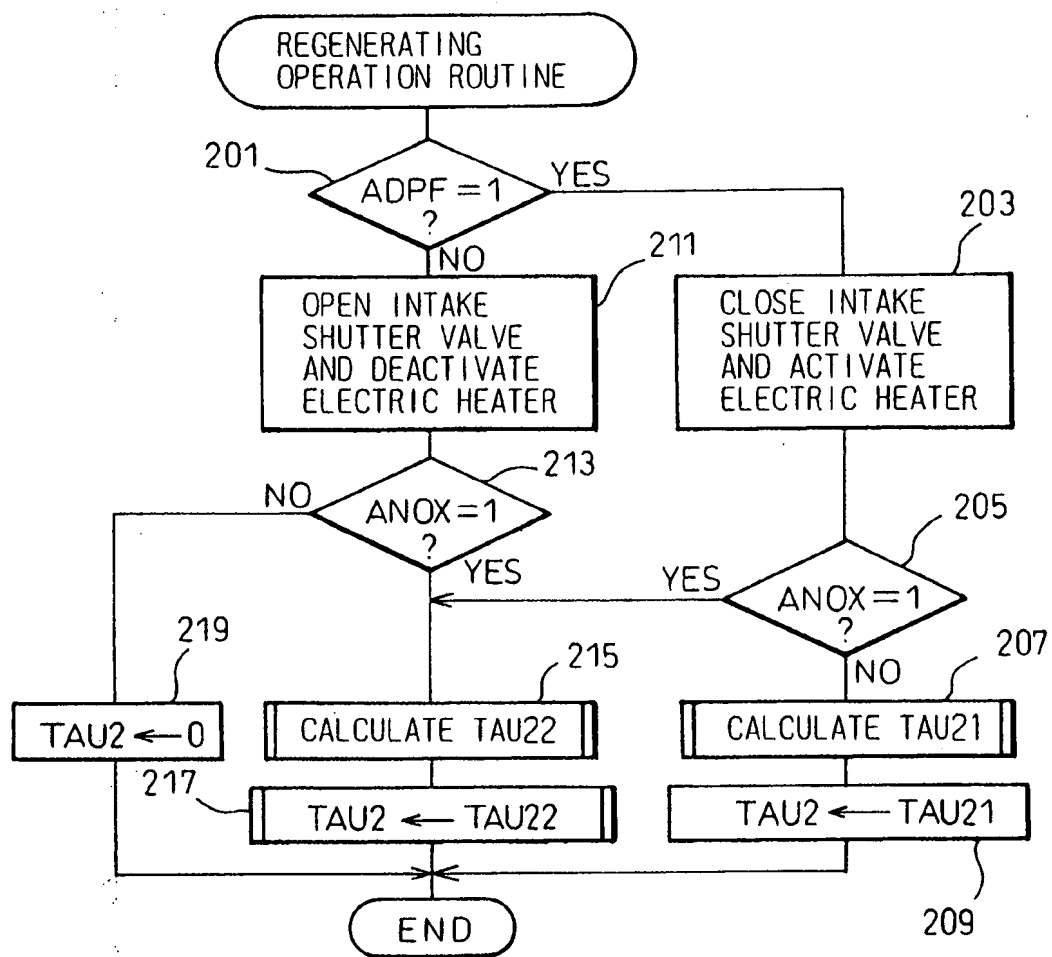 REGENERATING
OPERATION ROUTINE
201
ADPF=1
?
YES
NO
211
203
OPEN INTAKE
SHUTTER VALVE
AND DEACTIVATE
ELECTRIC HEATER
CLOSE INTAKE
SHUTTER VALVE
AND ACTIVATE
ELECTRIC HEATER
213
NO
ANOX=1
?
YES
205
YES
ANOX=1
?
NO
219
215
207
TAU2 ← 0
CALCULATE TAU22
CALCULATE TAU21
217
TAU2 ← TAU22
TAU2 ← TAU21
209
END